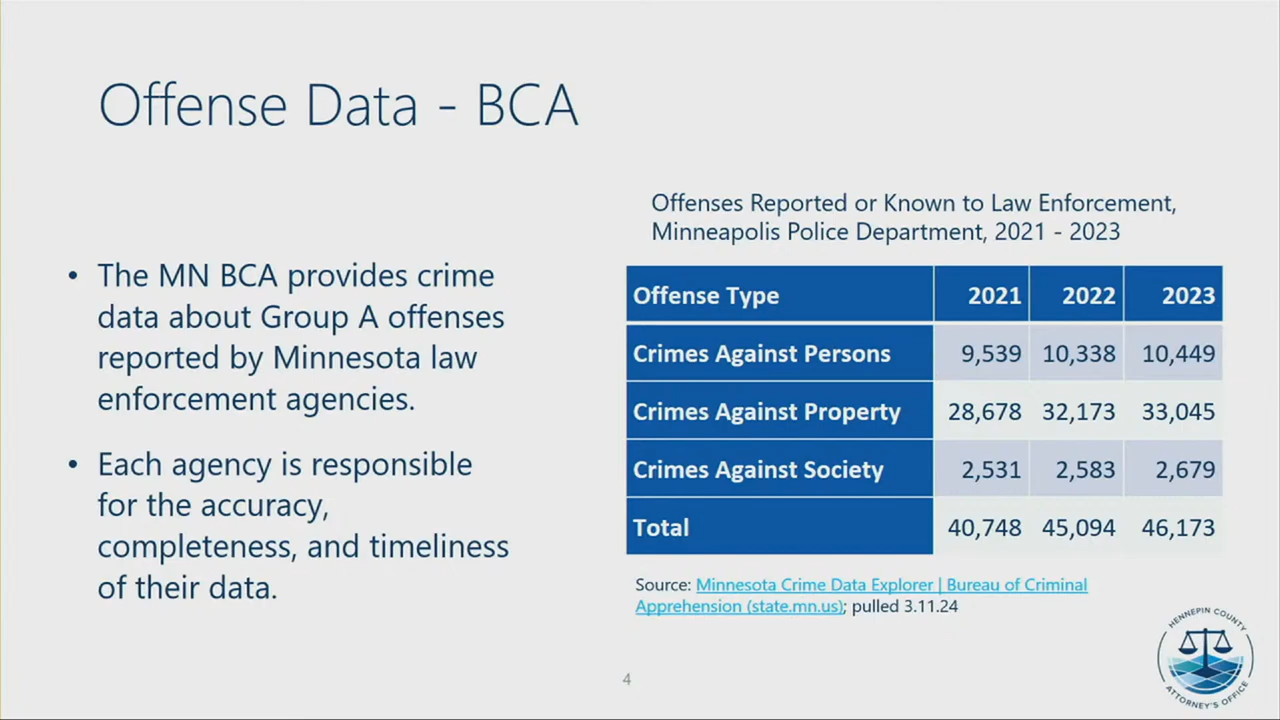 Offense Data - BCA
• The MN BCA provides crime
data about Group A offenses
reported by Minnesota law
enforcement agencies.
• Each agency is responsible
for the accuracy,
completeness, and timeliness
of their data.
Offenses Reported or Known to Law Enforcement,
Minneapolis Police Department, 2021 - 2023
Offense Type 2021 2022 2023
Crimes Against Persons 9,539 10,338 10,449
Crimes Against Property 28,678 32,173 33,045
Crimes Against Society 2,531 2,583 2,679
Total 40,748 45,094 46,173
Source: Minnesota Crime Data Explorer | Bureau of Criminal
Apprehension (state.mn.us); pulled 3.11.24
4
HENNEPIN COUNTY
ATTORNEY'S OFFICE